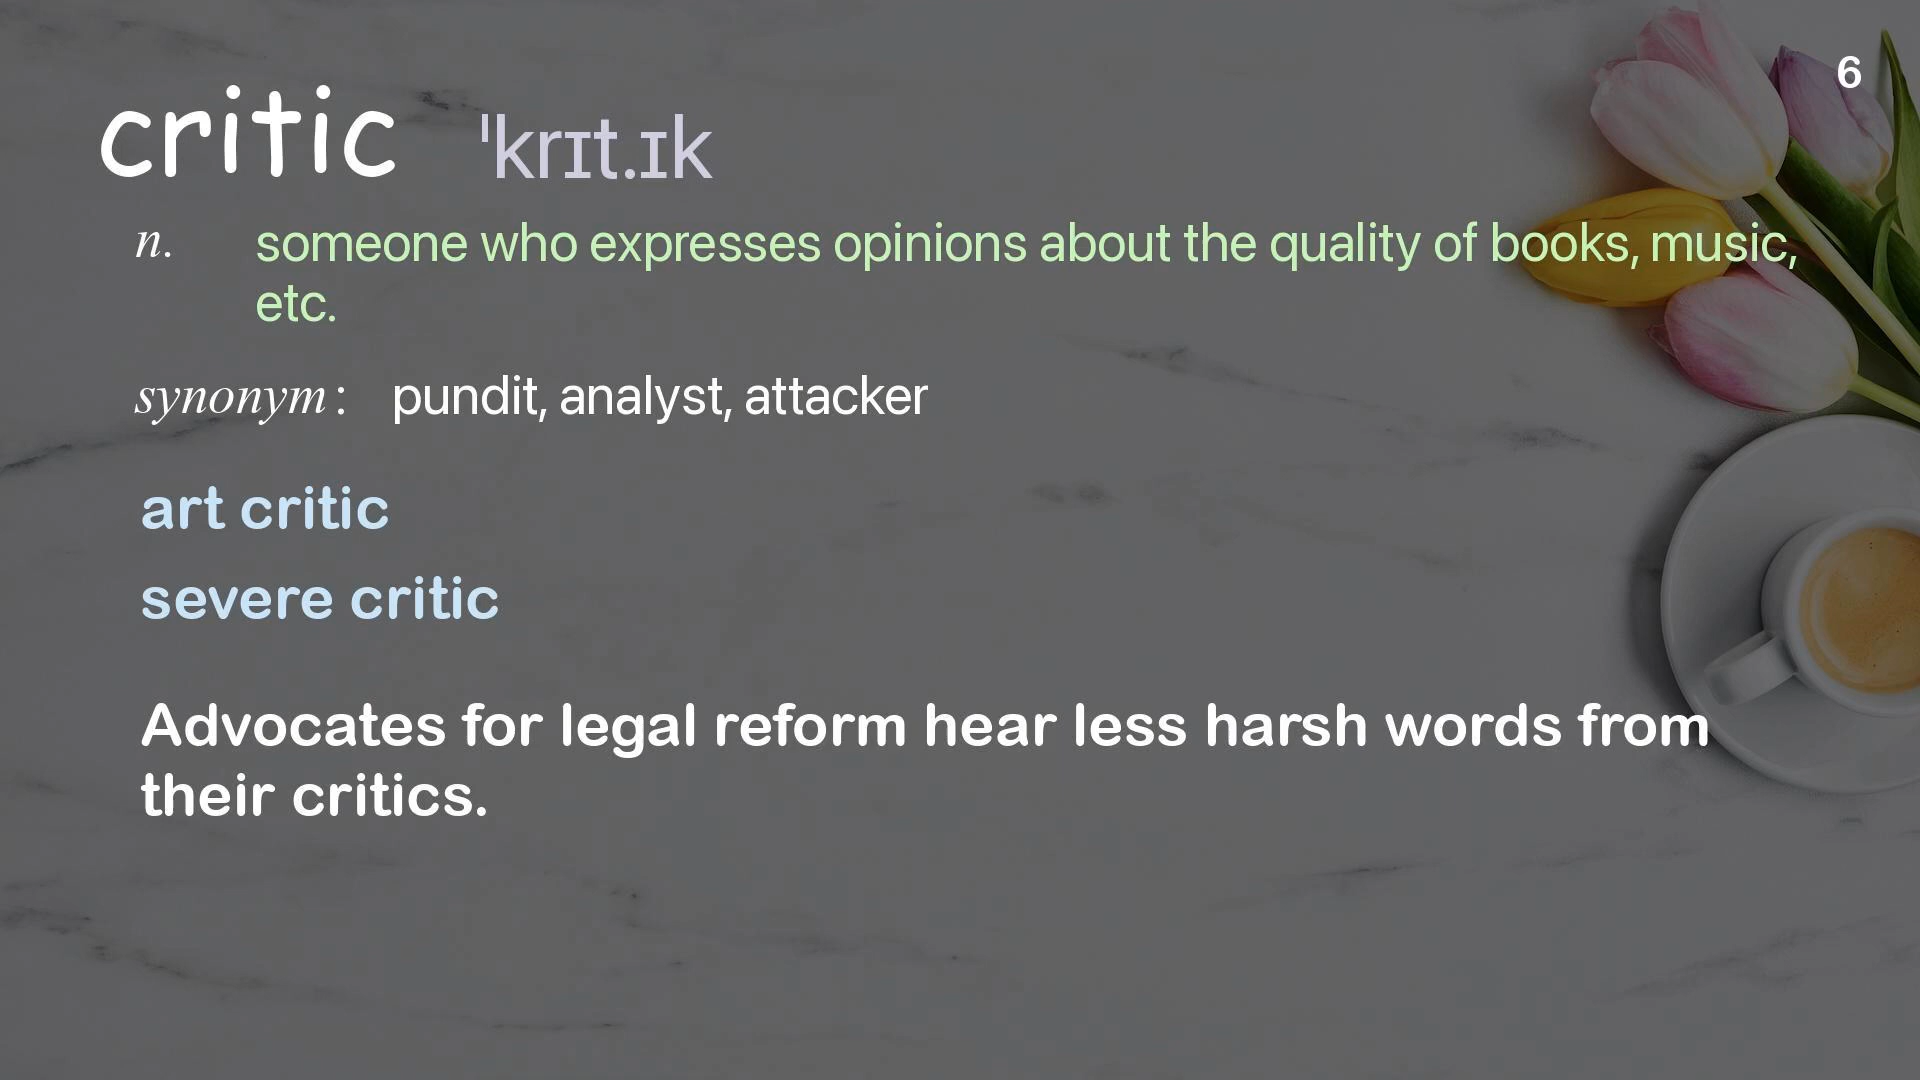 6
critic ˈkrɪt.ɪk
n. someone who expresses opinions about the quality of books, music,
etc.
synonym: pundit, analyst, attacker
art critic
severe critic
Advocates for legal reform hear less harsh words from
their critics.